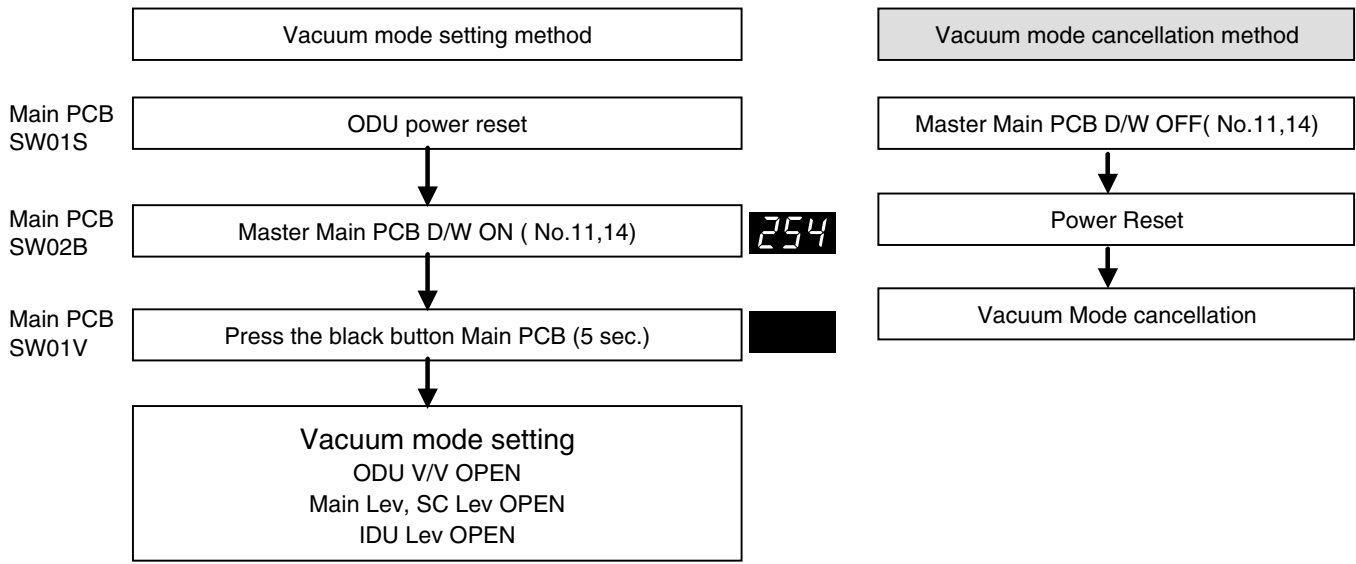 Vacuum mode setting method
Main PCB
SW01S
ODU power reset
Main PCB
SW02B
Master Main PCB D/W ON ( No.11,14)
254
Main PCB
SW01V
Press the black button Main PCB (5 sec.)
Vacuum mode setting
ODU V/V OPEN
Main Lev, SC Lev OPEN
IDU Lev OPEN
Vacuum mode cancellation method
Master Main PCB D/W OFF( No.11,14)
Power Reset
Vacuum Mode cancellation